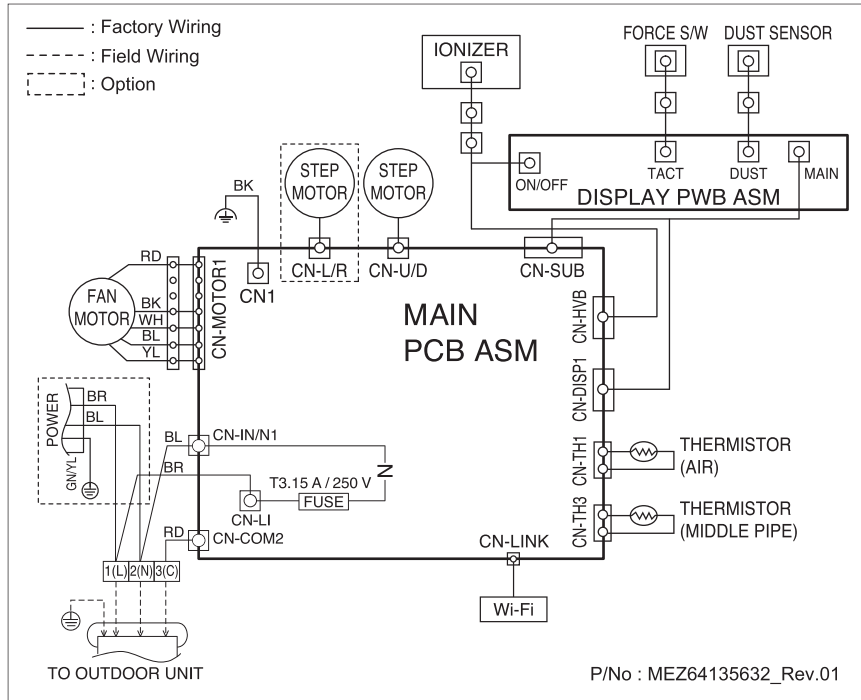 : Factory Wiring
: Field Wiring
: Option
IONIZER
FORCE S/W
DUST SENSOR
ON/OFF
TACT
DUST
MAIN
DISPLAY PWB ASM
BK
STEP
MOTOR
STEP
MOTOR
CN1
CN-L/R
CN-U/D
CN-SUB
FAN
MOTOR
RD
BK
WH
BL
YL
CN-MOTOR1
MAIN
PCB ASM
CN-HVB
CN-DISP1
CN-TH1
THERMISTOR
(AIR)
CN-TH3
THERMISTOR
(MIDDLE PIPE)
POWER
BR
BL
GN/YL
BL
CN-IN/N1
BR
T3.15 A / 250 V
FUSE
N
CN-LI
RD
CN-COM2
CN-LINK
Wi-Fi
1(L) 2(N) 3(C)
TO OUTDOOR UNIT
P/No : MEZ64135632_Rev.01